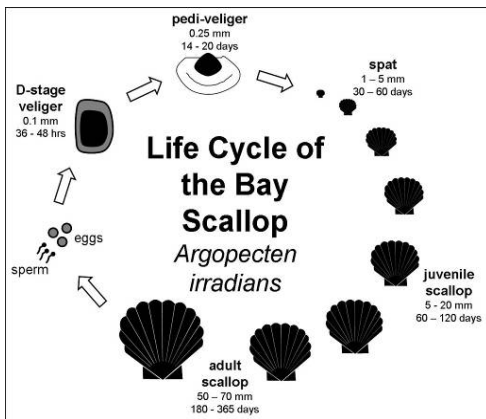 pedi-veliger
0.25 mm
14 - 20 days
spat
1 – 5 mm
30 – 60 days
D-stage
veliger
0.1 mm
36 - 48 hrs
Life Cycle of
the Bay
Scallop
Argopecten
irradians
eggs
sperm
juvenile
scallop
5 - 20 mm
60 – 120 days
adult
scallop
50 – 70 mm
180 - 365 days